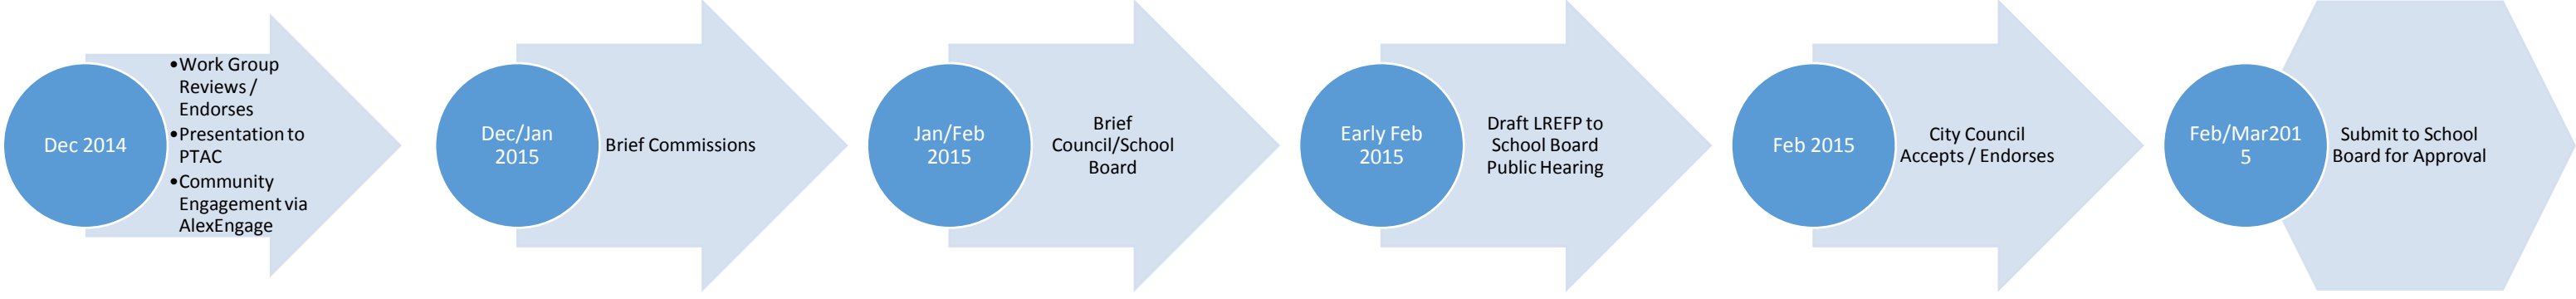 Dec 2014
•Work Group
Reviews /
Endorses
•Presentation to
PTAC
•Community
Engagement via
AlexEngage
Dec/Jan
2015
Brief Commissions
Jan/Feb
2015
Brief
Council/School
Board
Early Feb
2015
Draft LREFP to
School Board
Public Hearing
Feb 2015
City Council
Accepts / Endorses
Feb/Mar201
5
Submit to School
Board for Approval